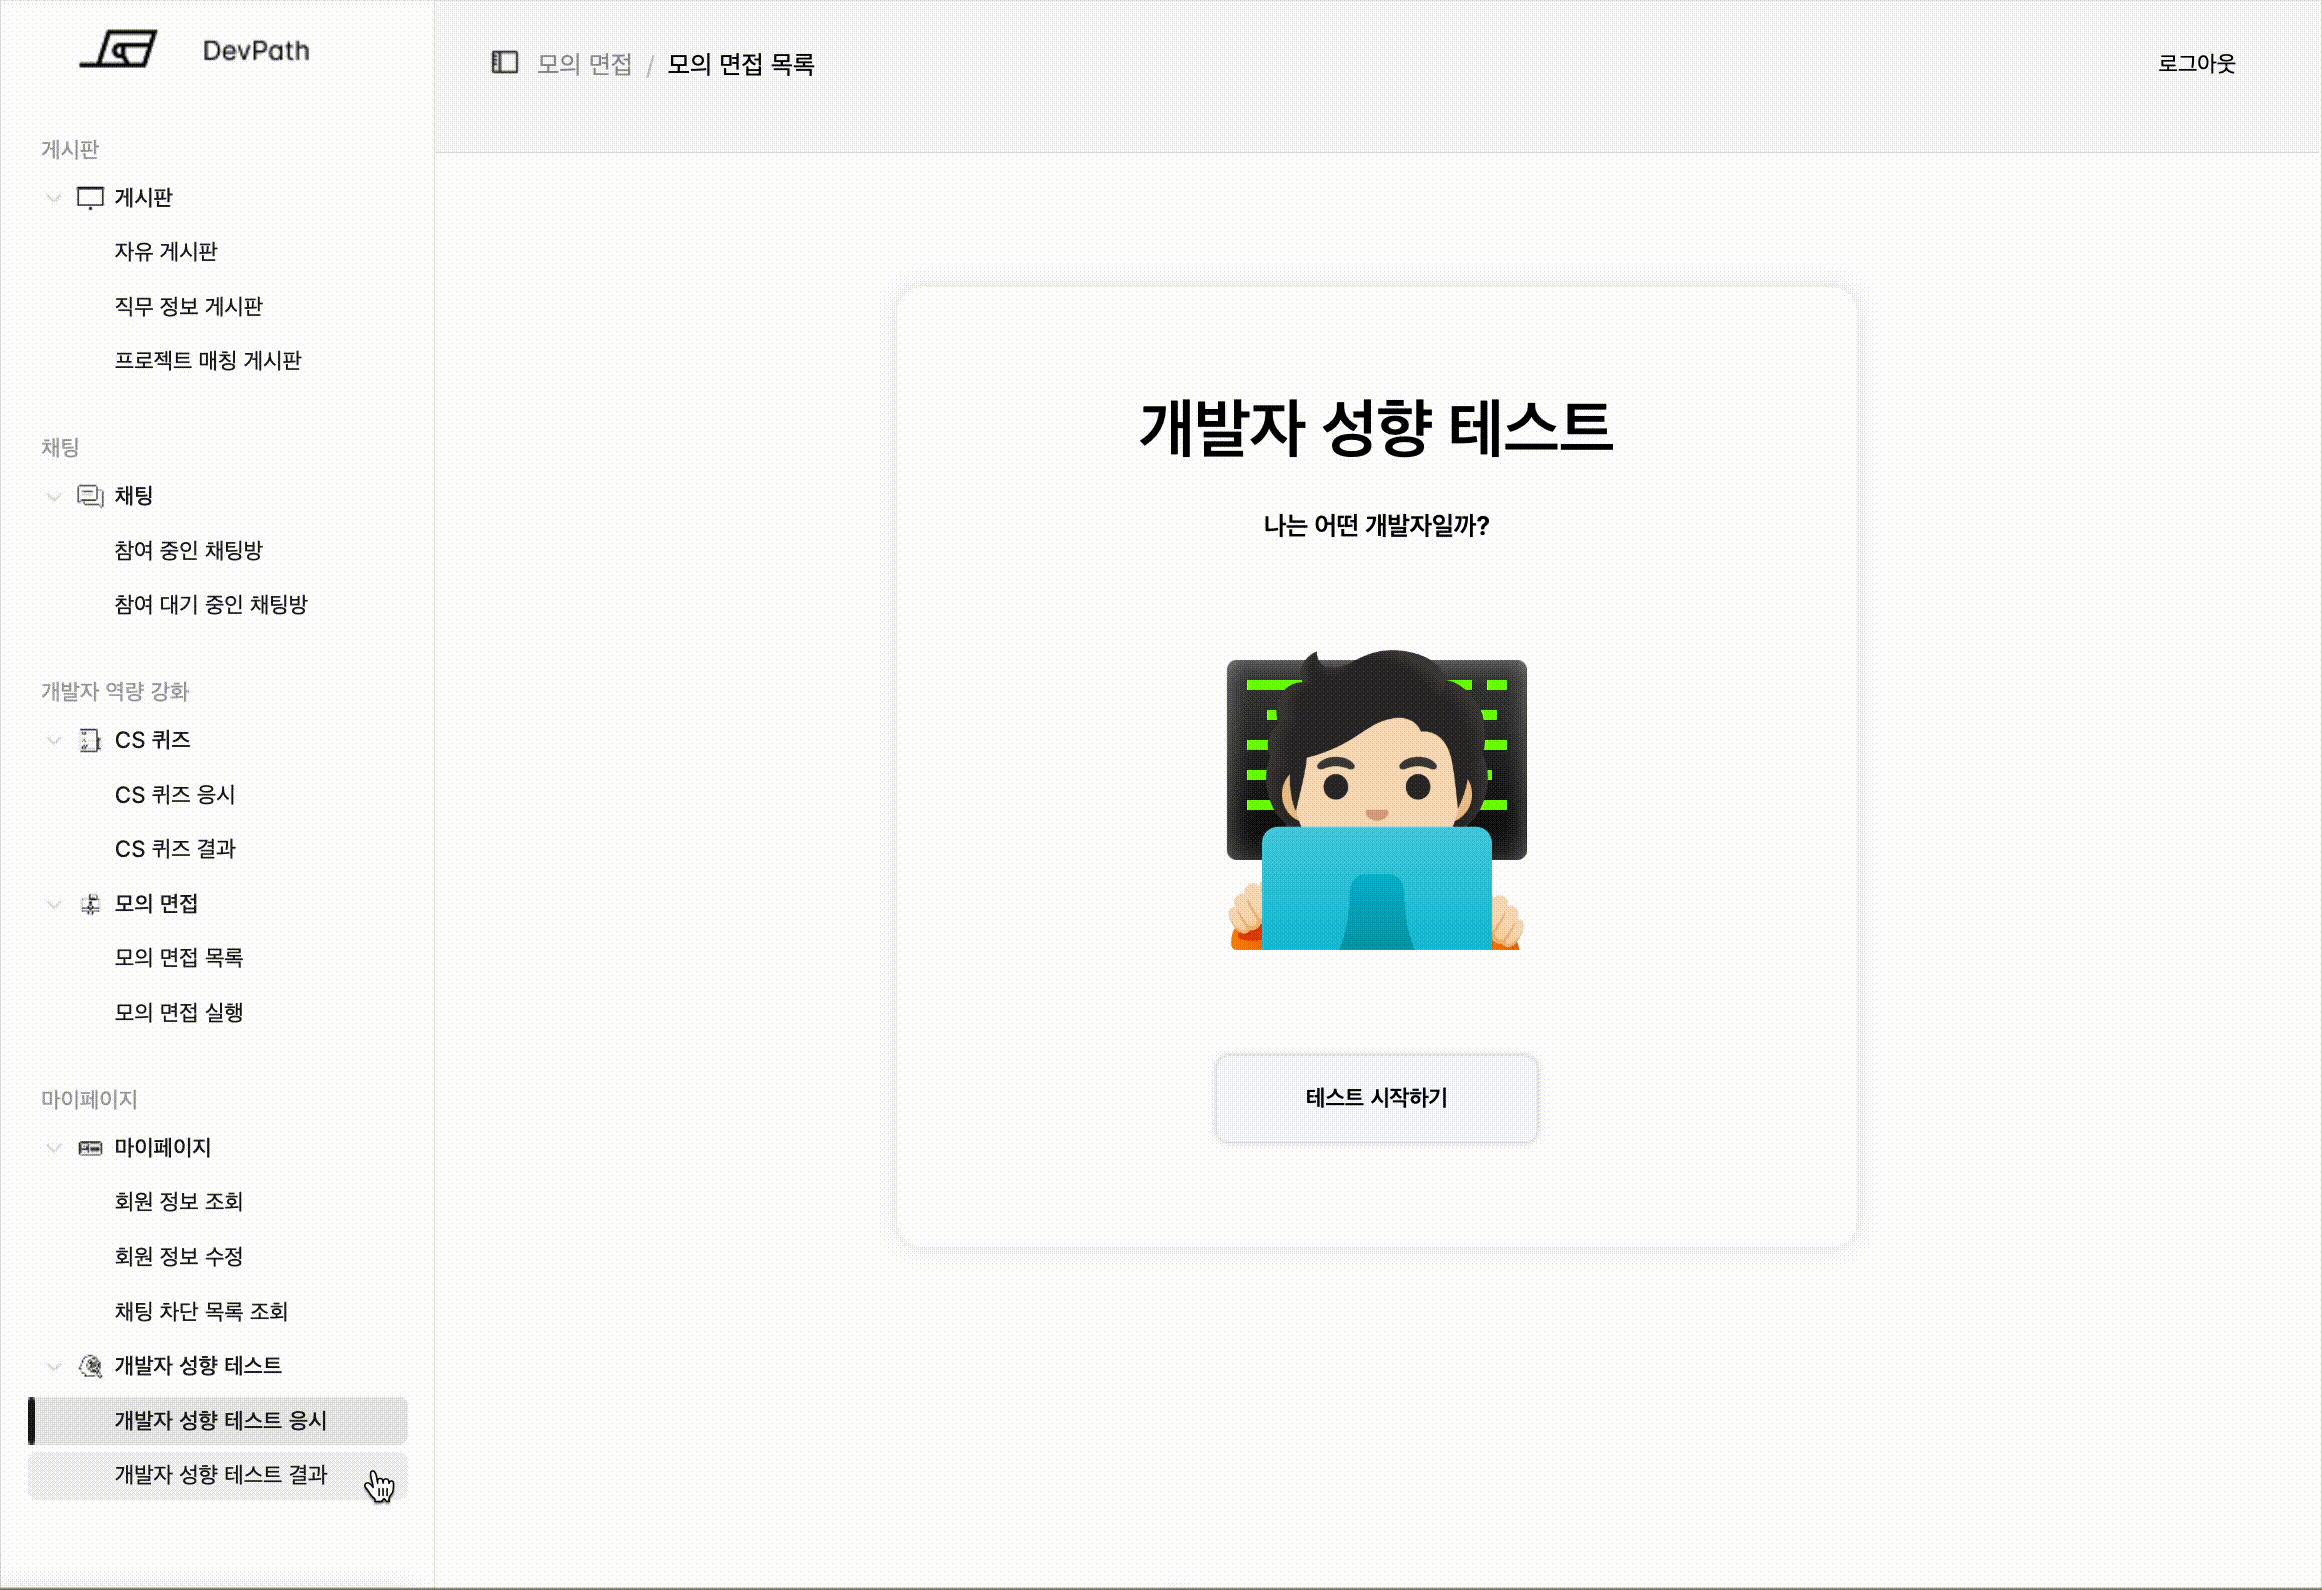 DevPath
게시판
게시판
자유 게시판
직무 정보 게시판
프로젝트 매칭 게시판
채팅
채팅
참여 중인 채팅방
참여 대기 중인 채팅방
개발자 역량 강화
CS 퀴즈
CS 퀴즈 응시
CS 퀴즈 결과
모의 면접
모의 면접 목록
모의 면접 실행
마이페이지
마이페이지
회원 정보 조회
회원 정보 수정
채팅 차단 목록 조회
개발자 성향 테스트
개발자 성향 테스트 응시
개발자 성향 테스트 결과
모의 면접 / 모의 면접 목록
로그아웃
개발자 성향 테스트
나는 어떤 개발자일까?
테스트 시작하기